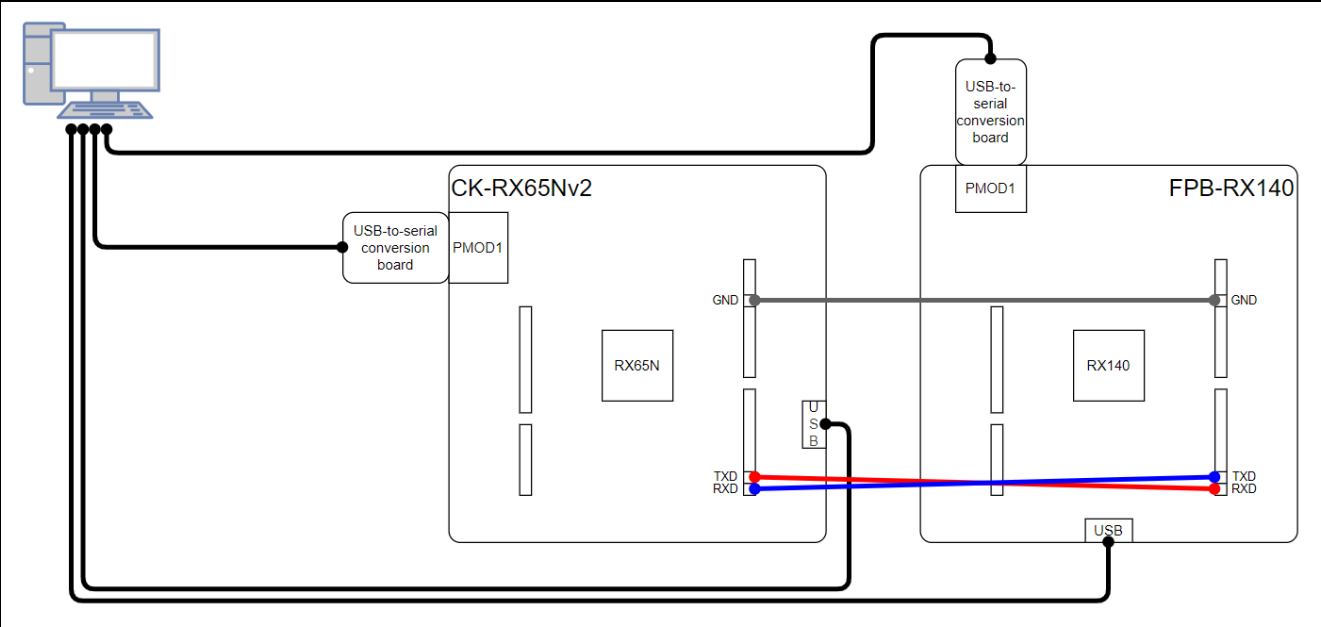 USB-to-
serial
conversion
board
CK-RX65Nv2
PMOD1
FPB-RX140
USB-to-serial
conversion
board
PMOD1
GND
GND
RX65N
RX140
U
S
B
TXD
RXD
TXD
RXD
USB